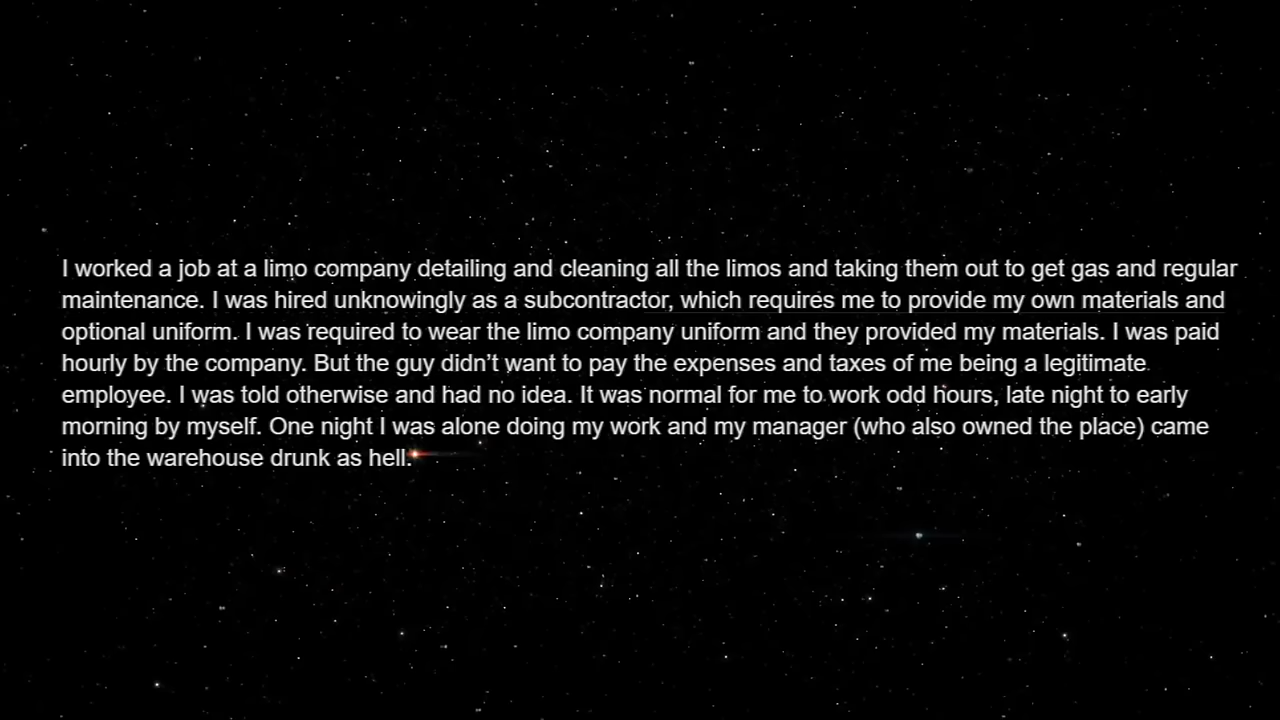 I worked a job at a limo company detailing and cleaning all the limos and taking them out to get gas and regular
maintenance. I was hired unknowingly as a subcontractor, which requires me to provide my own materials and
optional uniform. I was required to wear the limo company uniform and they provided my materials. I was paid
hourly by the company. But the guy didn’t want to pay the expenses and taxes of me being a legitimate
employee. I was told otherwise and had no idea. It was normal for me to work odd hours, late night to early
morning by myself. One night I was alone doing my work and my manager (who also owned the place) came
into the warehouse drunk as hell.